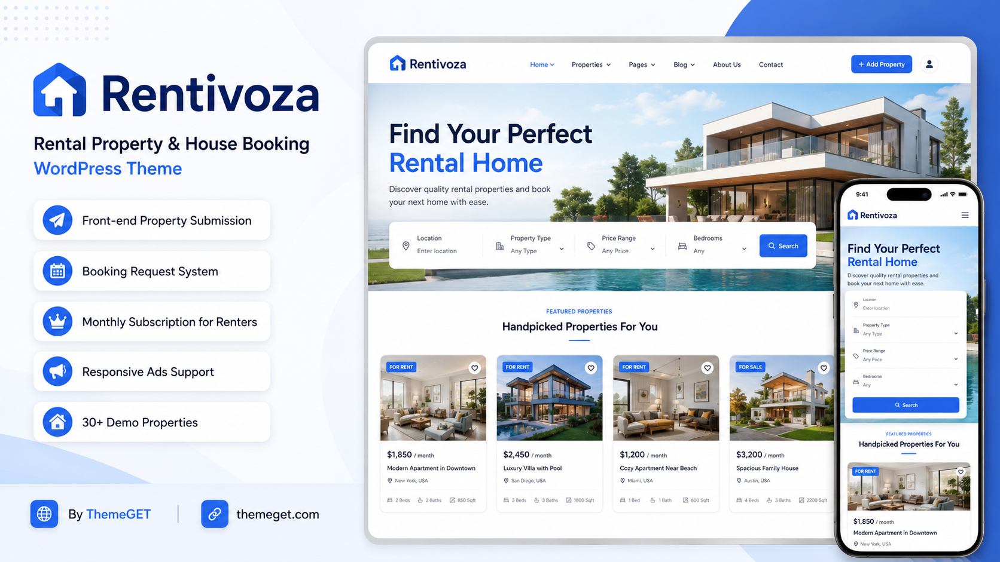 Rentivoza
Rental Property & House Booking
WordPress Theme
Front-end Property Submission
Booking Request System
Monthly Subscription for Renters
Responsive Ads Support
30+ Demo Properties
By ThemeGET
themeget.com
Rentivoza
Home
Properties
Pages
Blog
About Us
Contact
+ Add Property
Find Your Perfect
Rental Home
Discover quality rental properties and book
your next home with ease.
Location
Enter location
Property Type
Any Type
Price Range
Any Price
Bedrooms
Any
Search
FEATURED PROPERTIES
Handpicked Properties For You
FOR RENT
$1,850 / month
Modern Apartment in Downtown
New York, USA
2 Beds
2 Baths
850 Sqft
FOR RENT
$2,450 / month
Luxury Villa with Pool
San Diego, USA
3 Beds
3 Baths
1800 Sqft
FOR RENT
$1,200 / month
Cozy Apartment Near Beach
Miami, USA
1 Bed
1 Bath
600 Sqft
FOR SALE
$3,200 / month
Spacious Family House
Austin, USA
4 Beds
3 Baths
2200 Sqft
9:41
Rentivoza
Find Your Perfect
Rental Home
Discover quality rental properties and
book your next home with ease.
Location
Enter location
Property Type
Any Type
Price Range
Any Price
Bedrooms
Any
Search
FEATURED PROPERTIES
Handpicked Properties For You
FOR RENT
$1,850 / month
Modern Apartment in Downtown
New York, USA